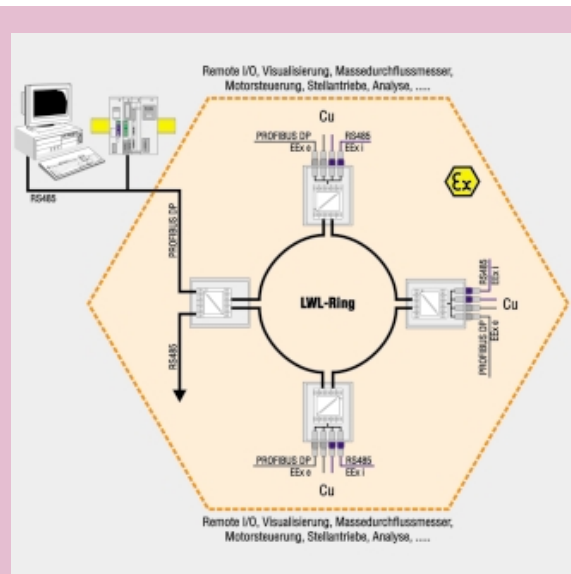 Remote I/O, Visualisierung, Massedurchflussmesser,
Motorsteuerung, Stellantriebe, Analyse, .....
Cu
PROFIBUS DP
EEx e
RS485
EEx i
Ex
RS485
PROFIBUS DP
RS485
LWL-Ring
RS485
EEx i
Cu
PROFIBUS DP
EEx e
PROFIBUS DP
EEx e
RS485
EEx i
Cu
Remote I/O, Visualisierung, Massedurchflussmesser,
Motorsteuerung, Stellantriebe, Analyse, .....